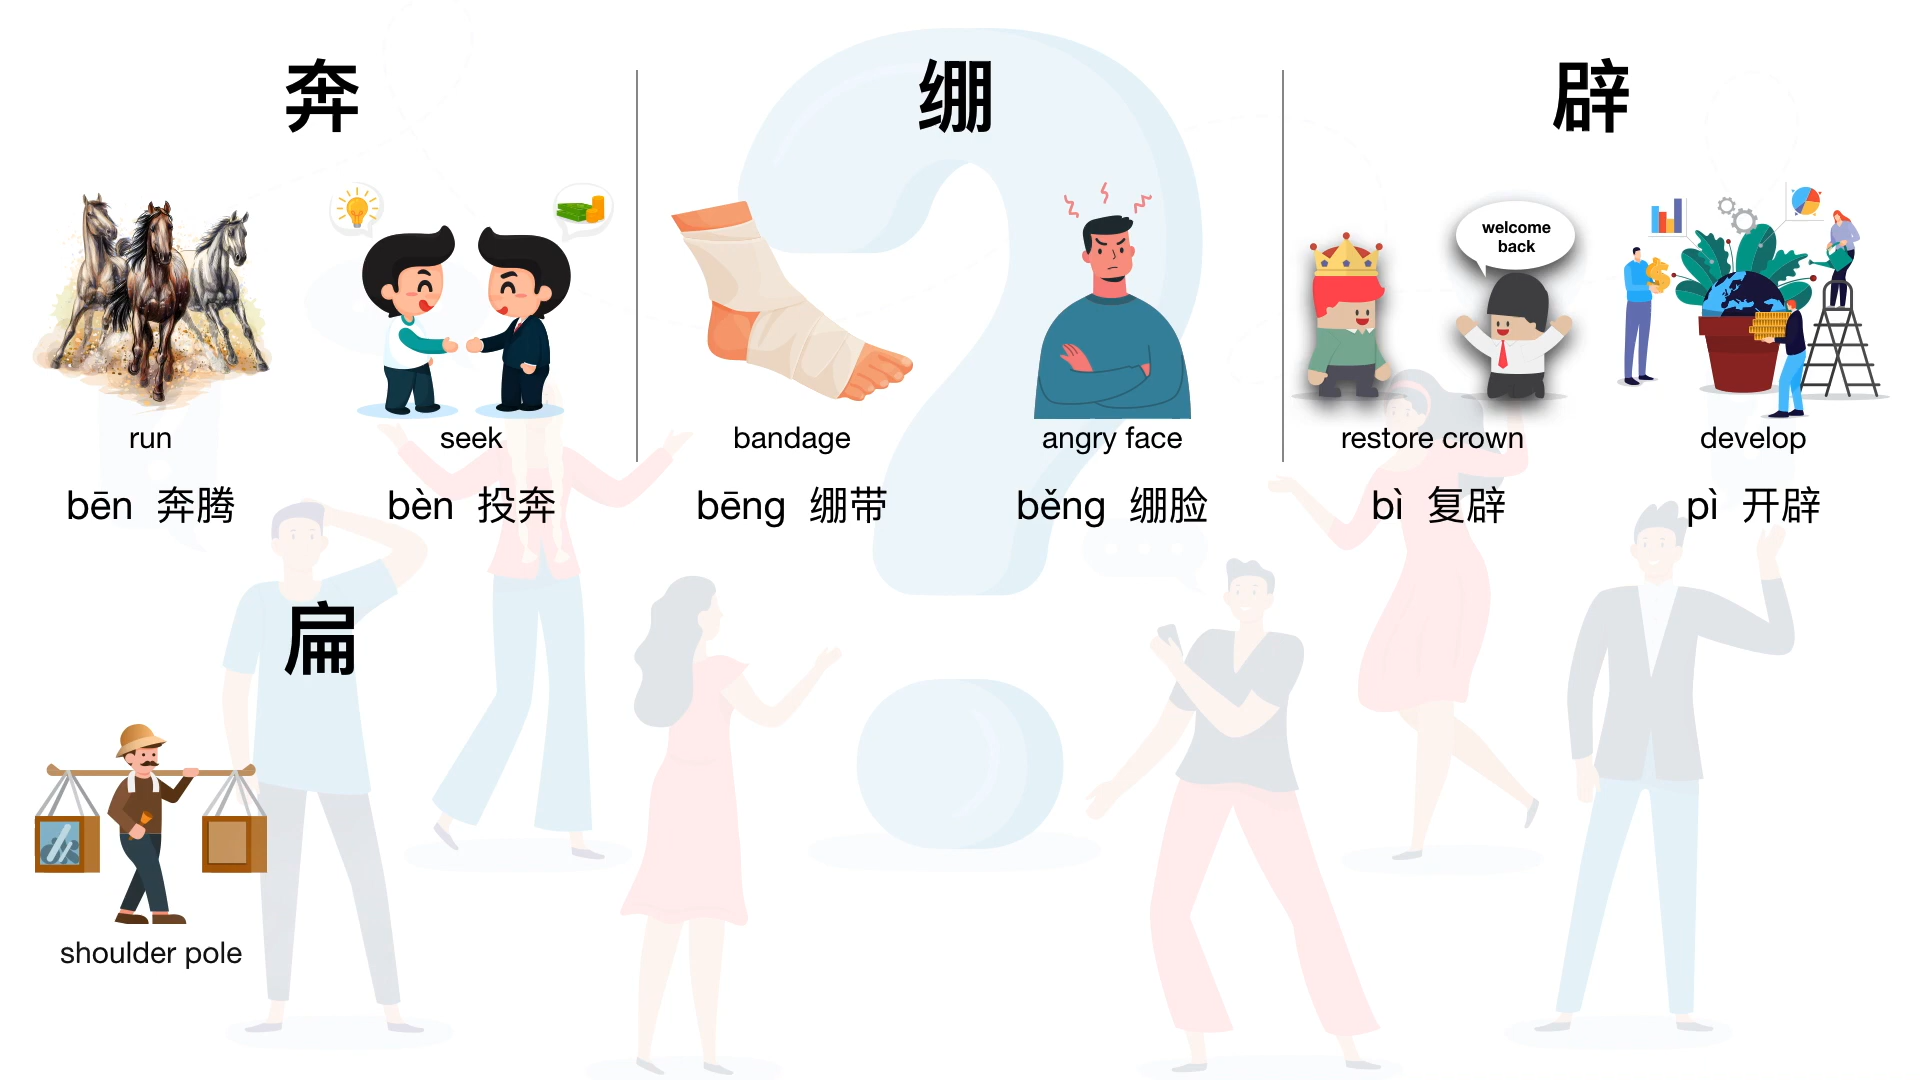 奔
绷
辟
welcome
back
run
seek
bandage
angry face
restore crown
develop
bēn 奔腾
bèn 投奔
bēng 绷带
běng 绷脸
bì 复辟
pì 开辟
扁
shoulder pole